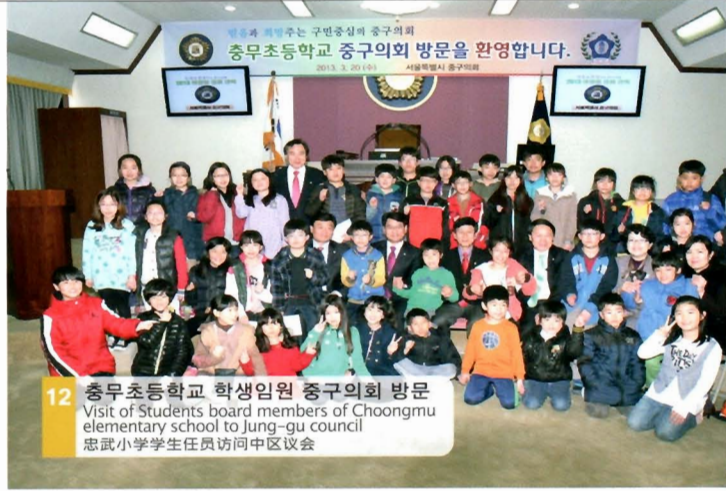 믿음과 희망주는 구민중심의 중구의회
충무초등학교 중구의회 방문을 환영합니다.
2013. 3. 20 (수) 서울특별시 중구의회
12
충무초등학교 학생임원 중구의회 방문
Visit of Students board members of Choongmu
elementary school to Jung-gu council
忠武小学学生任员访问中区议会